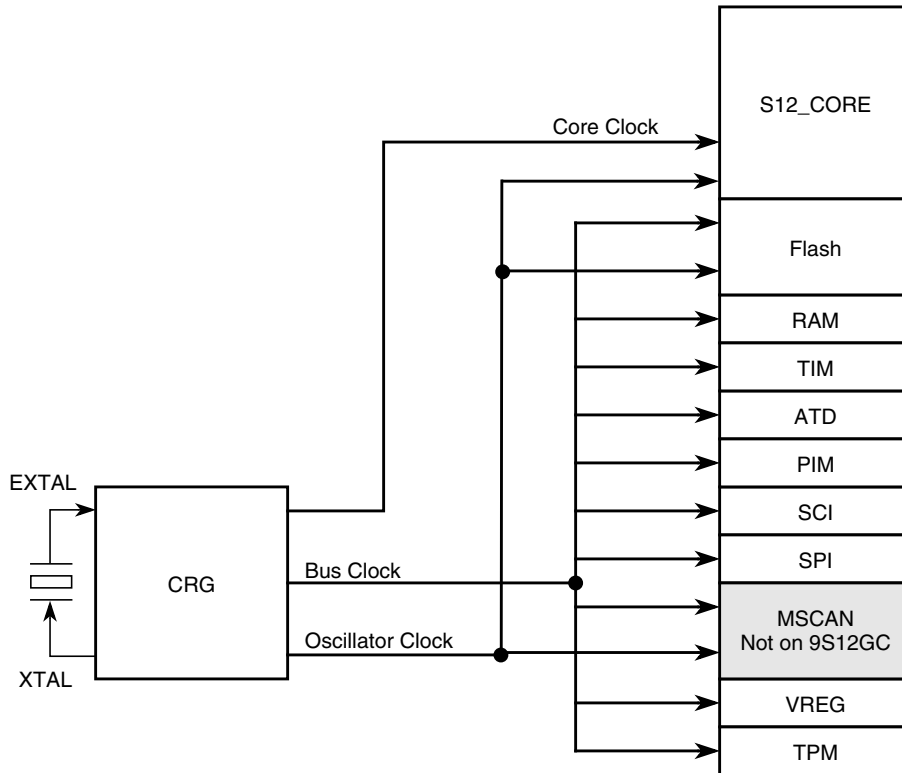 S12_CORE
Core Clock
Flash
RAM
TIM
ATD
PIM
EXTAL
SCI
SPI
Bus Clock
CRG
MSCAN
Not on 9S12GC
Oscillator Clock
XTAL
VREG
TPM